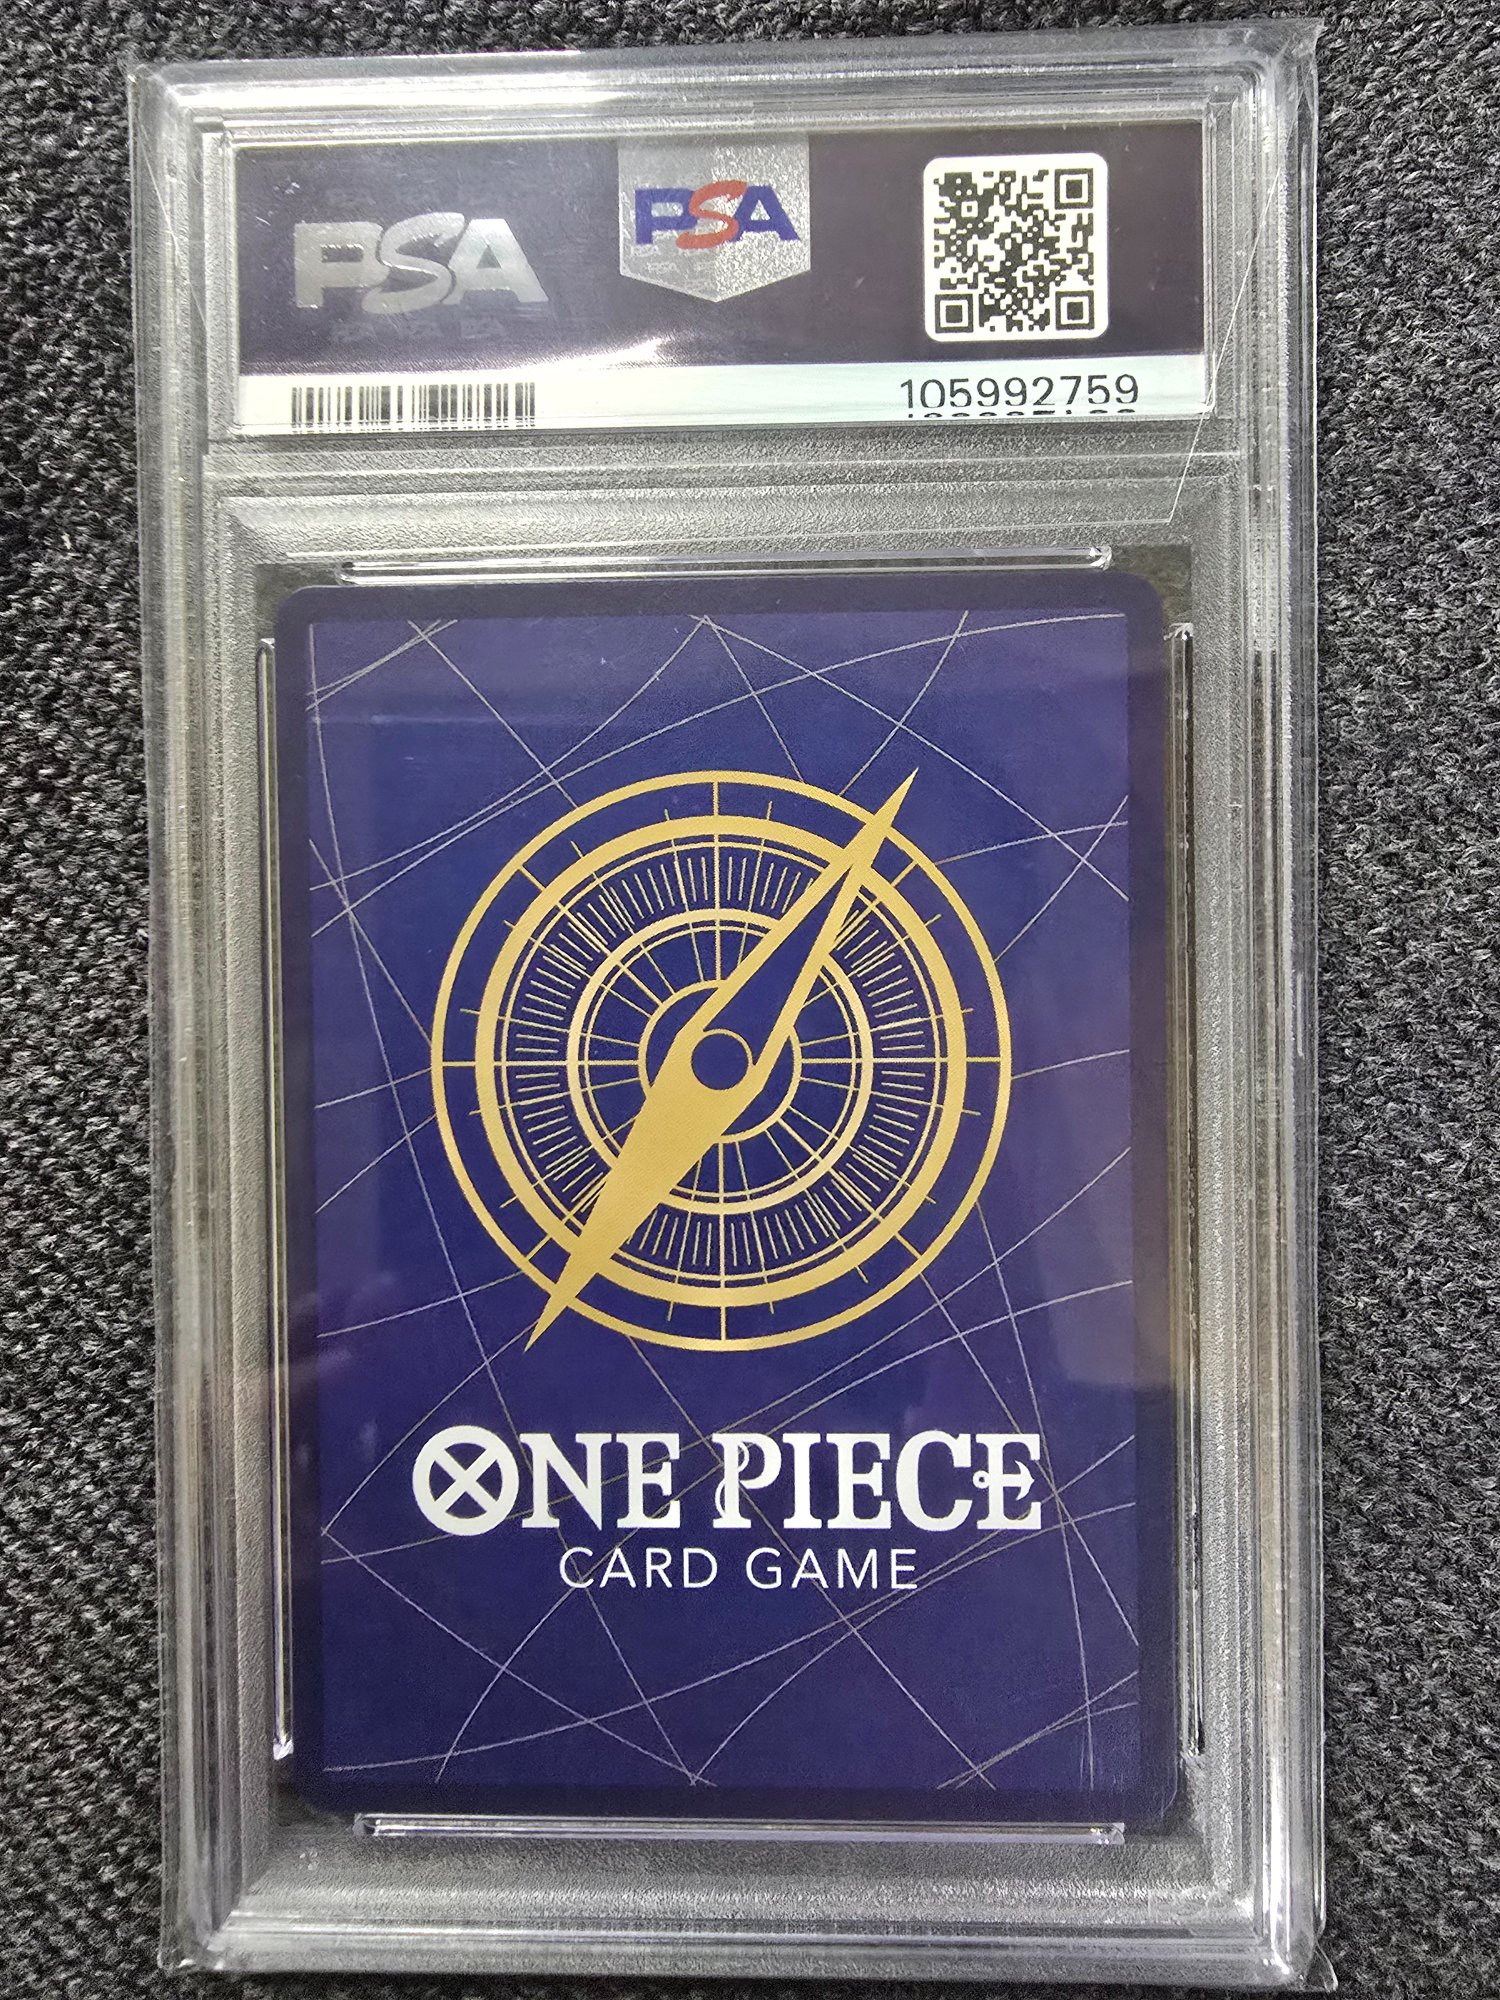 PSA
PSA
105992759
ONE PIECE
CARD GAME